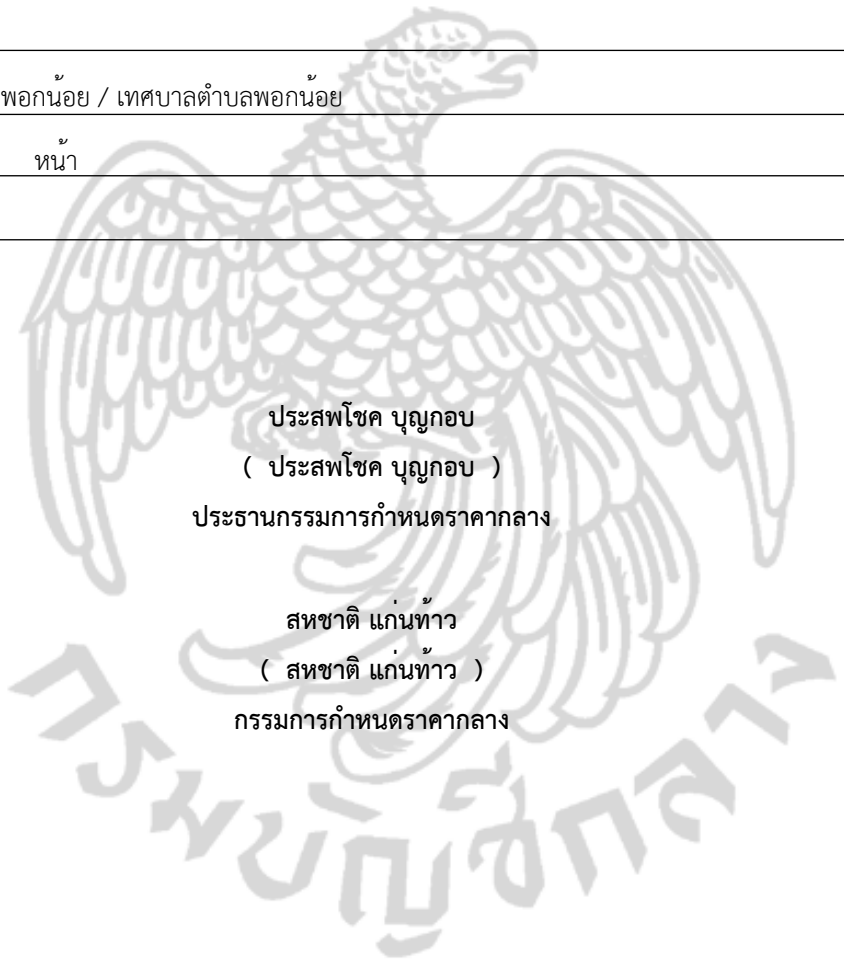 พอกน้อย / เทศบาลตำบลพอกน้อย
หน้า
ประสพโชค บุญกอบ
( ประสพโชค บุญกอบ )
ประธานกรรมการกำหนดราคากลาง
สหชาติ แก่นท้าว
( สหชาติ แก่นท้าว )
กรรมการกำหนดราคากลาง
กรมบัญชีกลาง